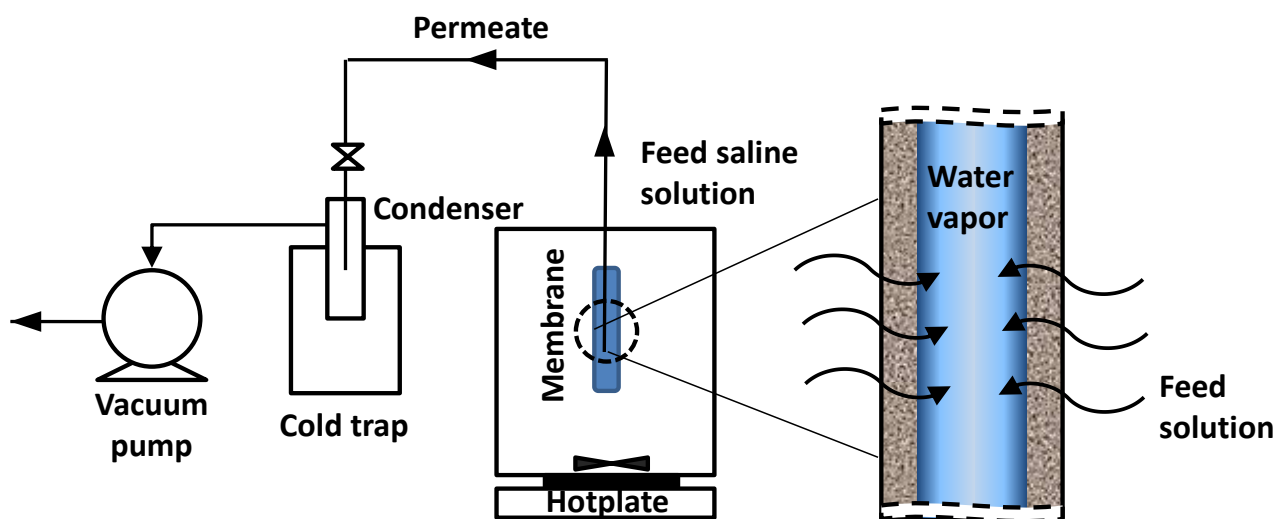 Permeate
Feed saline
solution
Condenser
Water
vapor
Membrane
Vacuum
pump
Cold trap
Hotplate
Feed
solution